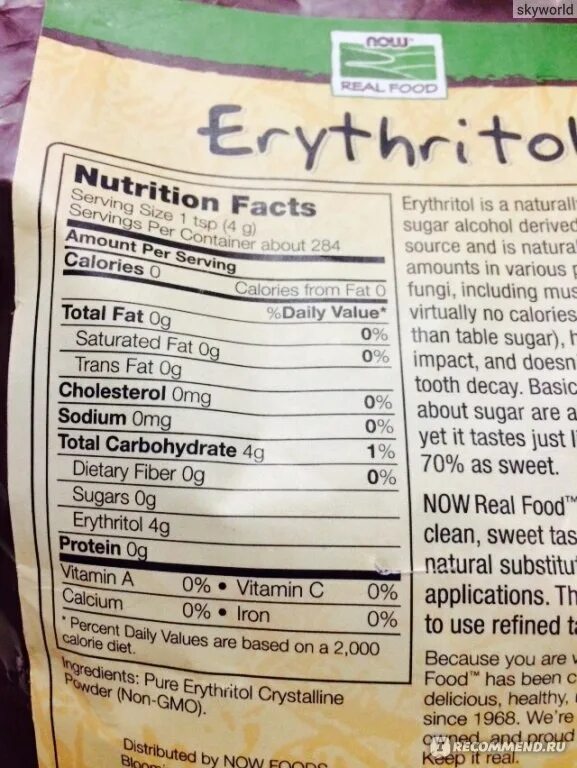 skyworld
NOW
REAL FOOD
Erythritol
Nutrition Facts
Serving Size 1 tsp (4 g)
Servings Per Container about 284
Amount Per Serving
Calories 0
Calories from Fat 0
%Daily Value*
Total Fat 0g 0%
Saturated Fat 0g 0%
Trans Fat 0g
Cholesterol 0mg 0%
Sodium 0mg 0%
Total Carbohydrate 4g 1%
Dietary Fiber 0g 0%
Sugars 0g
Erythritol 4g
Protein 0g
Vitamin A 0% • Vitamin C 0%
Calcium 0% • Iron 0%
* Percent Daily Values are based on a 2,000
calorie diet.
Ingredients: Pure Erythritol Crystalline
Powder (Non-GMO).
Distributed by NOW FOODS
Bloom
Erythritol is a naturall
sugar alcohol derived
source and is natura
amounts in various
fungi, including mus
virtually no calories
than table sugar), h
impact, and doesn
tooth decay. Basic
about sugar are a
yet it tastes just l
70% as sweet.
NOW Real Food™
clean, sweet tas
natural substitu
applications. Th
to use refined ta
Because you are w
Food™ has been c
delicious, healthy,
since 1968. We're
owned and proud
Keep it real.
RECOMMEND.RU